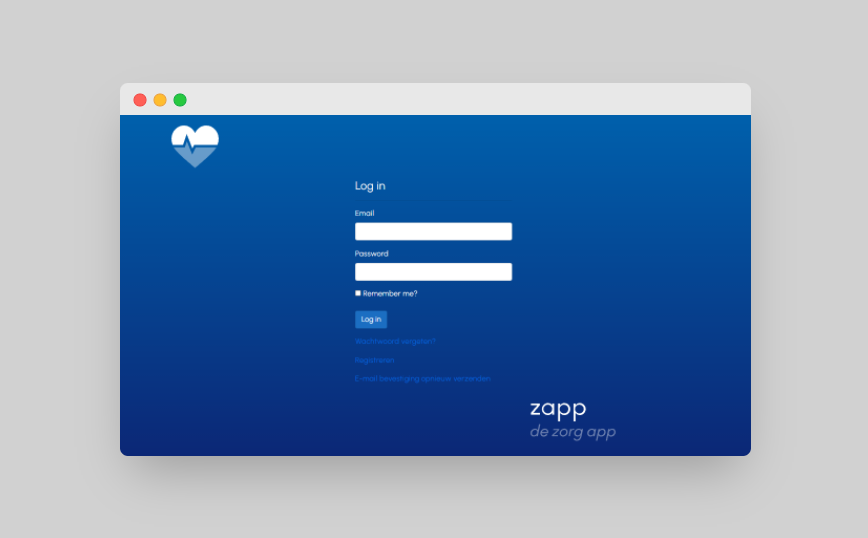 Log in
Email
Password
Remember me?
Log in
Wachtwoord vergeten?
Registreren
E-mail bevestiging opnieuw verzenden
zapp
de zorg app